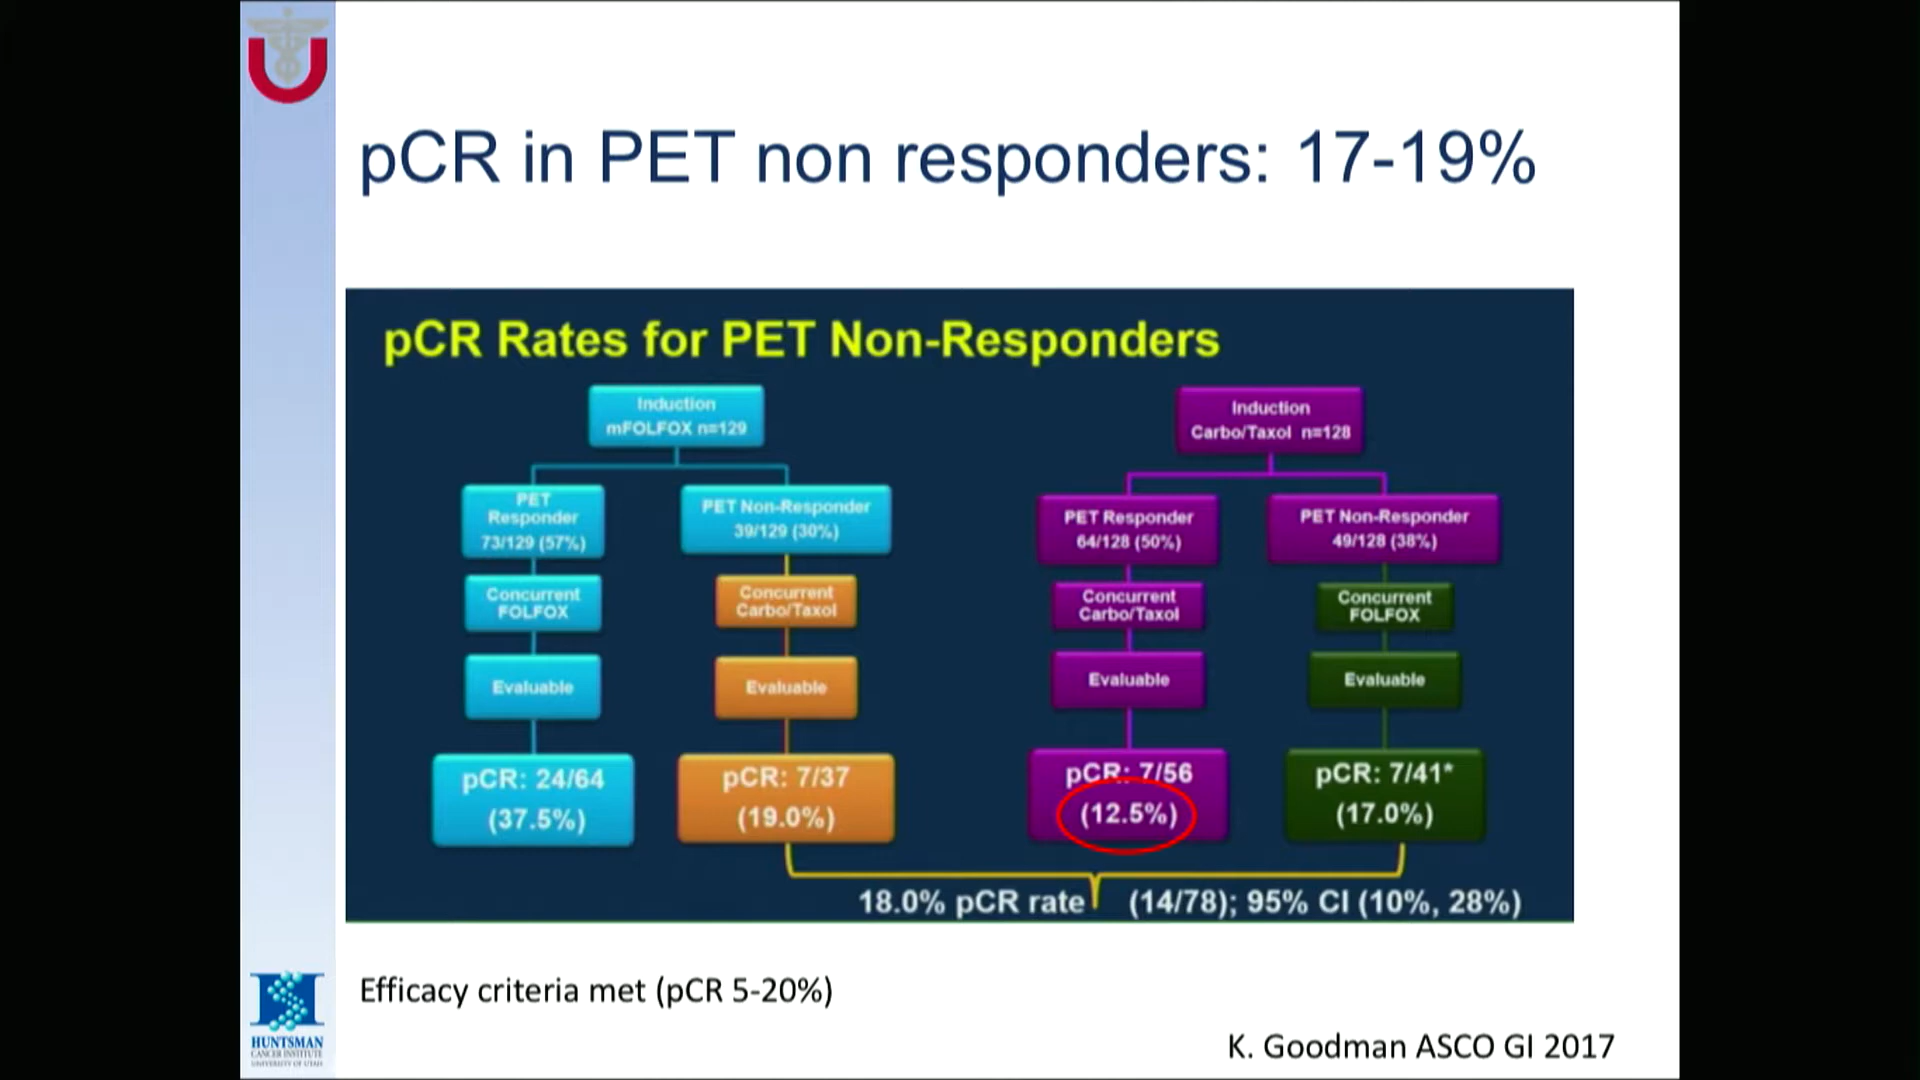 pCR in PET non responders: 17-19%
pCR Rates for PET Non-Responders
Induction
mFOLFOX n=129
PET
Responder
73/129 (57%)
Concurrent
FOLFOX
Evaluable
pCR: 24/64
(37.5%)
PET Non-Responder
39/129 (30%)
Concurrent
Carbo/Taxol
Evaluable
pCR: 7/37
(19.0%)
Induction
Carbo/Taxol n=128
PET Responder
64/128 (50%)
Concurrent
Carbo/Taxol
Evaluable
pCR: 7/56
(12.5%)
PET Non-Responder
49/128 (38%)
Concurrent
FOLFOX
Evaluable
pCR: 7/41*
(17.0%)
18.0% pCR rate (14/78); 95% CI (10%, 28%)
Efficacy criteria met (pCR 5-20%)
K. Goodman ASCO GI 2017
HUNTSMAN
CANCER INSTITUTE
UNIVERSITY OF UTAH